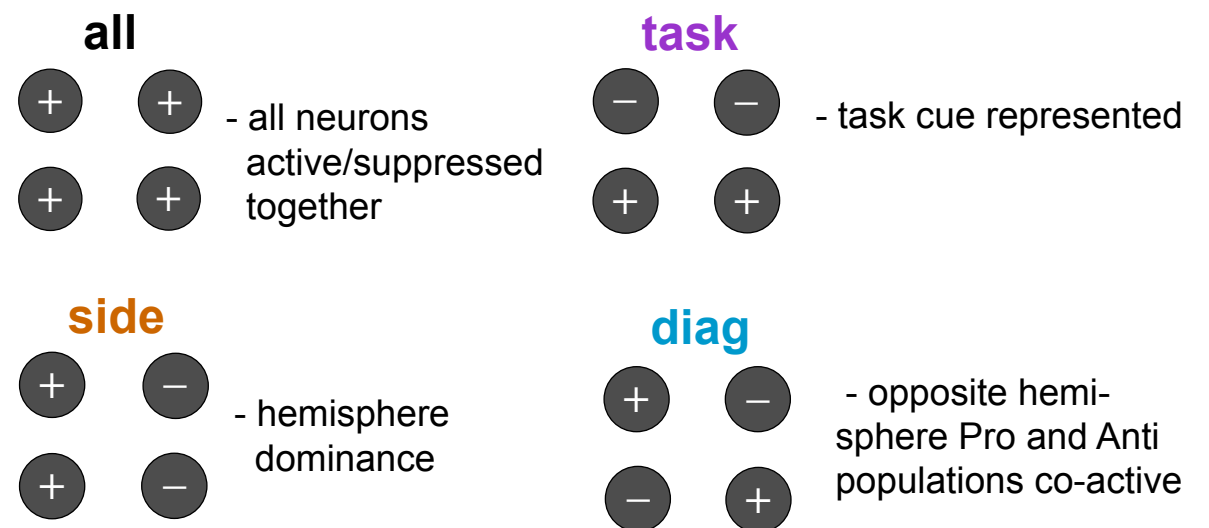 all
+ +
- all neurons
active/suppressed
together
+ +
task
− −
- task cue represented
+ +
side
+ −
- hemisphere
dominance
+ −
diag
+ −
- opposite hemi-
sphere Pro and Anti
populations co-active
− +